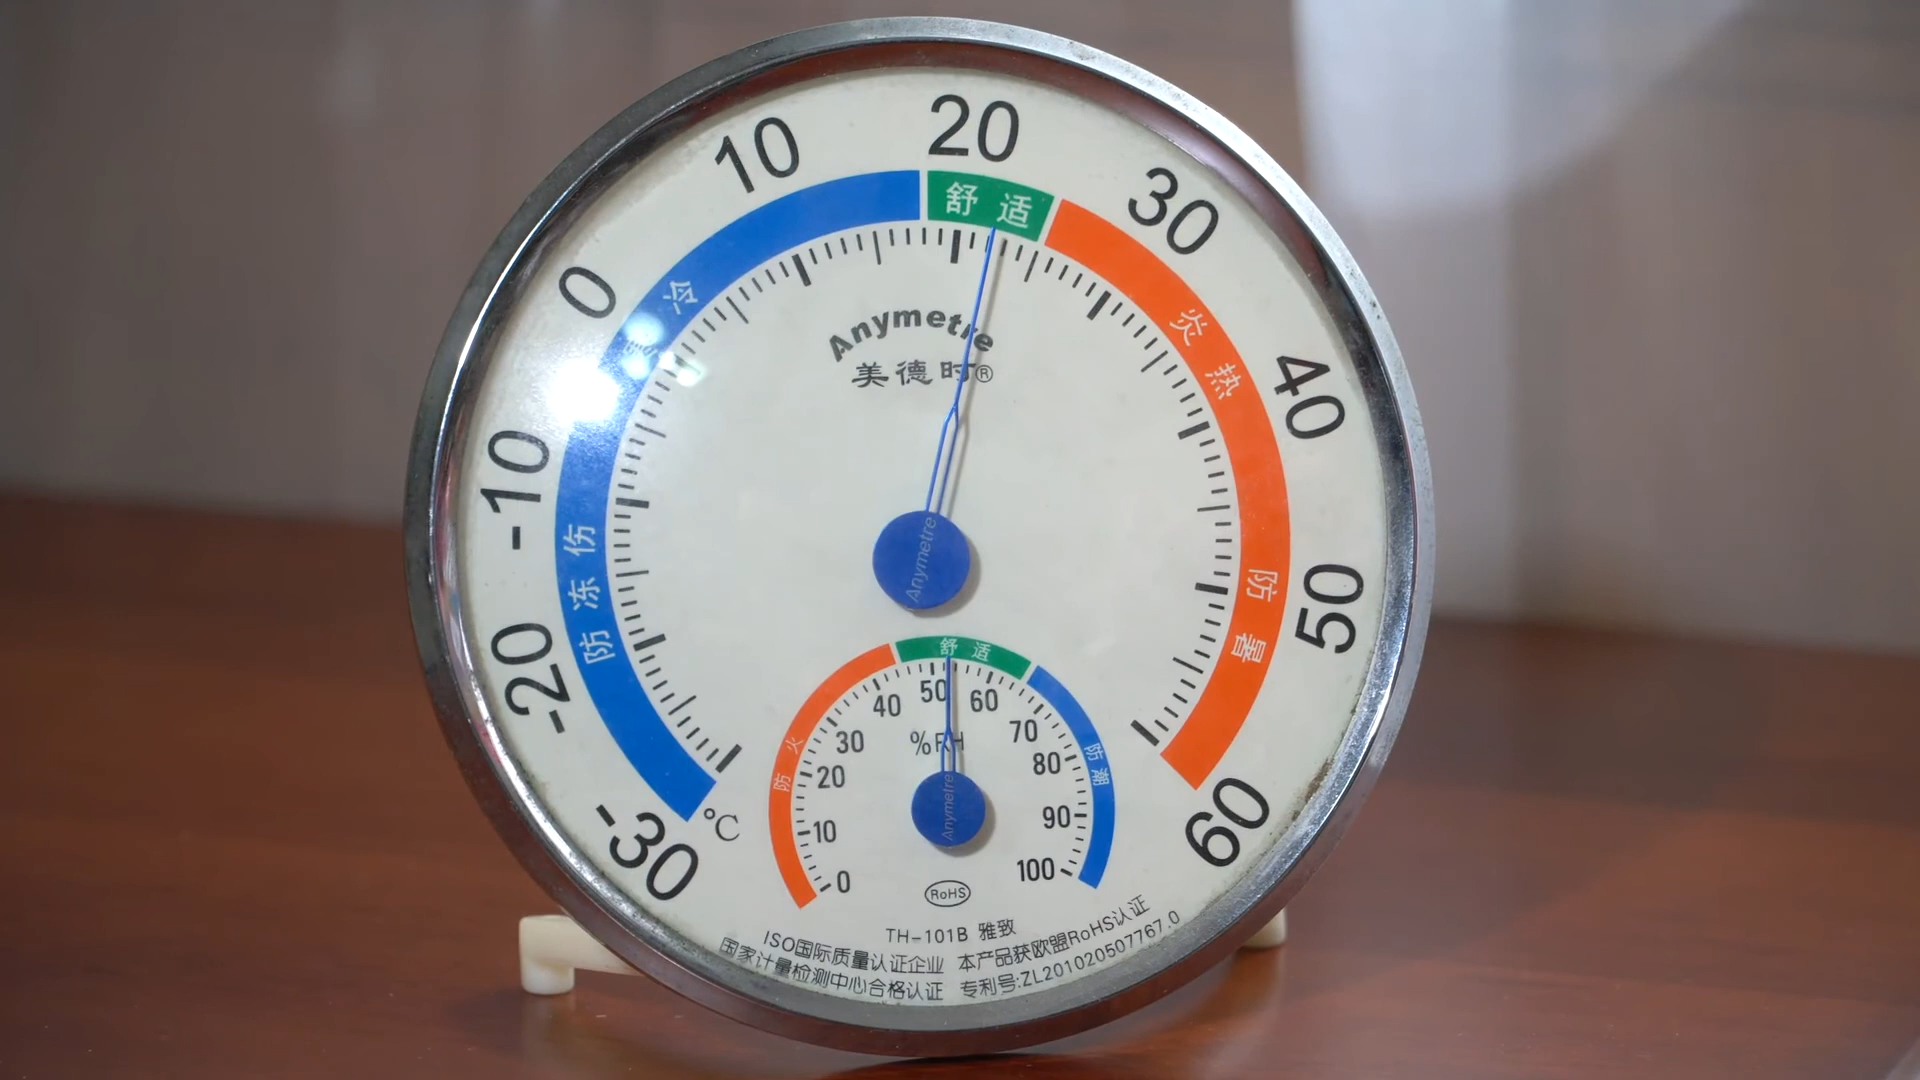 -30
-20
-10
0
10
20
30
40
50
60
℃
防冻伤
冷
舒适
炎热
防暑
Anymetre
美德时®
Anymetre
防火
舒适
防潮
0
10
20
30
40
50
60
70
80
90
100
%RH
Anymetre
RoHS
TH-101B 雅致
ISO国际质量认证企业 本产品获欧盟RoHS认证
国家计量检测中心合格认证 专利号:ZL201020507767.0